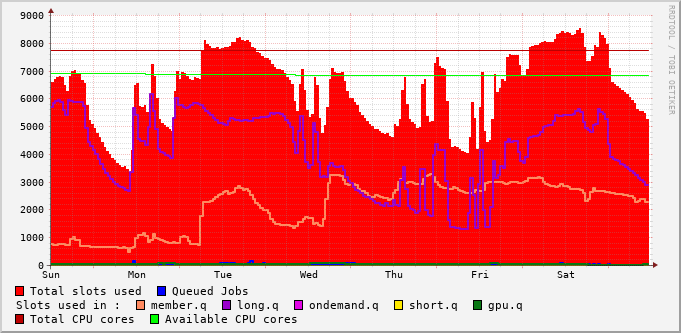 9000
8000
7000
6000
5000
4000
3000
2000
1000
0
Sun Mon Tue Wed Thu Fri Sat
RRDTOOL / TOBI OETIKER
Total slots used Queued Jobs
Slots used in : member.q long.q ondemand.q short.q gpu.q
Total CPU cores Available CPU cores